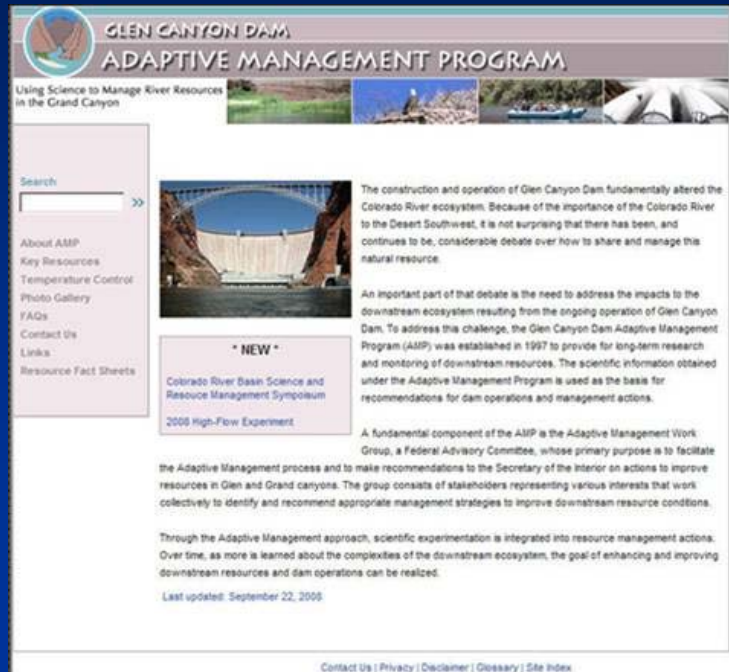 GLEN CANYON DAM
ADAPTIVE MANAGEMENT PROGRAM
Using Science to Manage River Resources
in the Grand Canyon
Search
>>
About AMP
Key Resources
Temperature Control
Photo Gallery
FAQs
Contact Us
Links
Resource Fact Sheets
* NEW *
Colorado River Basin Science and
Resouce Management Symposium
2008 High-Flow Experiment
The construction and operation of Glen Canyon Dam fundamentally altered the
Colorado River ecosystem. Because of the importance of the Colorado River
to the Desert Southwest, it is not surprising that there has been, and
continues to be, considerable debate over how to share and manage this
natural resource.
An important part of that debate is the need to address the impacts to the
downstream ecosystem resulting from the ongoing operation of Glen Canyon
Dam. To address this challenge, the Glen Canyon Dam Adaptive Management
Program (AMP) was established in 1997 to provide for long-term research
and monitoring of downstream resources. The scientific information obtained
under the Adaptive Management Program is used as the basis for
recommendations for dam operations and management actions.
A fundamental component of the AMP is the Adaptive Management Work
Group, a Federal Advisory Committee, whose primary purpose is to facilitate
the Adaptive Management process and to make recommendations to the Secretary of the Interior on actions to improve
resources in Glen and Grand canyons. The group consists of stakeholders representing various interests that work
collectively to identify and recommend appropriate management strategies to improve downstream resource conditions.
Through the Adaptive Management approach, scientific experimentation is integrated into resource management actions.
Over time, as more is learned about the complexities of the downstream ecosystem, the goal of enhancing and improving
downstream resources and dam operations can be realized.
Last updated: September 22, 2008
Contact Us | Privacy | Disclaimer | Glossary | Site Index